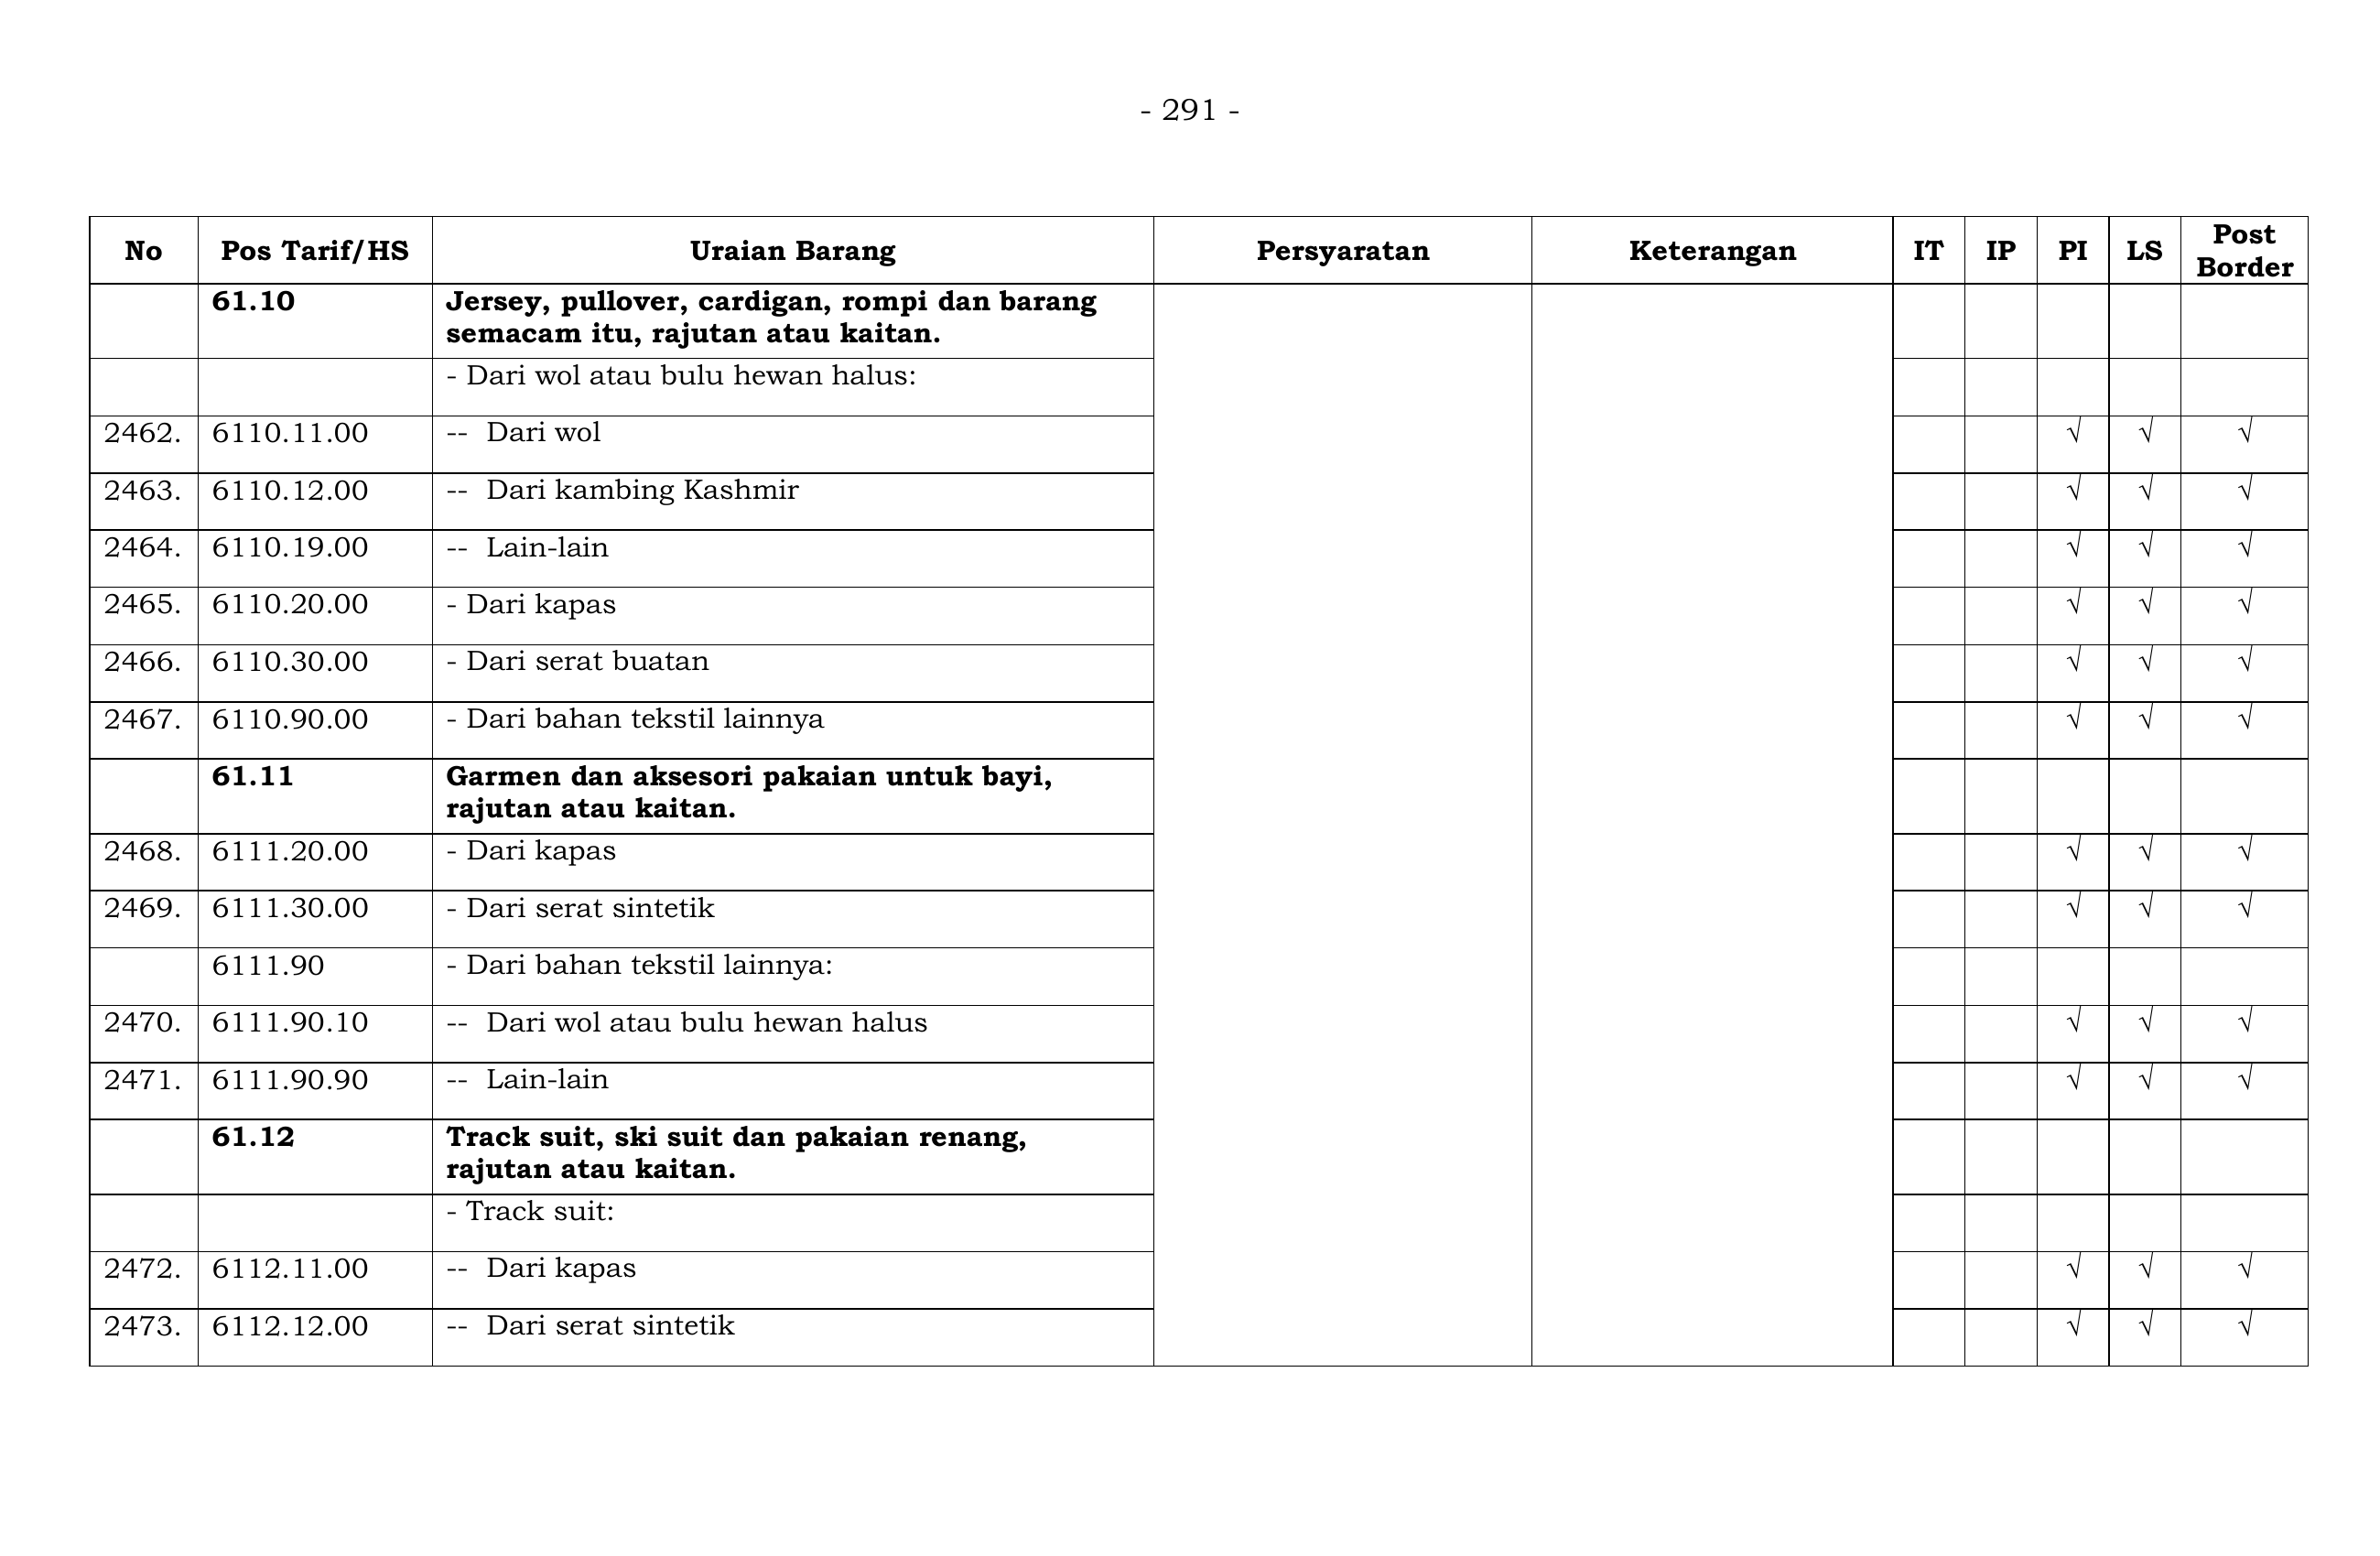 - 291 -
No Pos Tarif/HS Uraian Barang Persyaratan Keterangan IT IP PI LS Post Border
61.10 Jersey, pullover, cardigan, rompi dan barang
semacam itu, rajutan atau kaitan.
- Dari wol atau bulu hewan halus:
2462. 6110.11.00 -- Dari wol √ √ √
2463. 6110.12.00 -- Dari kambing Kashmir √ √ √
2464. 6110.19.00 -- Lain-lain √ √ √
2465. 6110.20.00 - Dari kapas √ √ √
2466. 6110.30.00 - Dari serat buatan √ √ √
2467. 6110.90.00 - Dari bahan tekstil lainnya √ √ √
61.11 Garmen dan aksesori pakaian untuk bayi,
rajutan atau kaitan.
2468. 6111.20.00 - Dari kapas √ √ √
2469. 6111.30.00 - Dari serat sintetik √ √ √
6111.90 - Dari bahan tekstil lainnya:
2470. 6111.90.10 -- Dari wol atau bulu hewan halus √ √ √
2471. 6111.90.90 -- Lain-lain √ √ √
61.12 Track suit, ski suit dan pakaian renang,
rajutan atau kaitan.
- Track suit:
2472. 6112.11.00 -- Dari kapas √ √ √
2473. 6112.12.00 -- Dari serat sintetik √ √ √